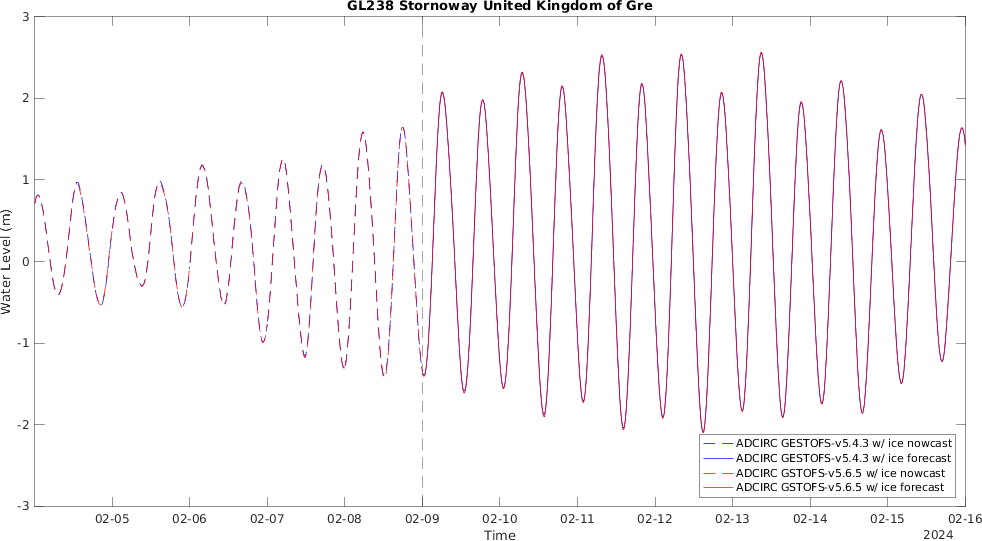 GL238 Stornoway United Kingdom of Gre
Water Level (m)
3
2
1
0
-1
-2
-3
ADCIRC GESTOFS-v5.4.3 w/ ice nowcast
ADCIRC GESTOFS-v5.4.3 w/ ice forecast
ADCIRC GSTOFS-v5.6.5 w/ ice nowcast
ADCIRC GSTOFS-v5.6.5 w/ ice forecast
02-05 02-06 02-07 02-08 02-09 02-10 02-11 02-12 02-13 02-14 02-15 02-16
Time
2024